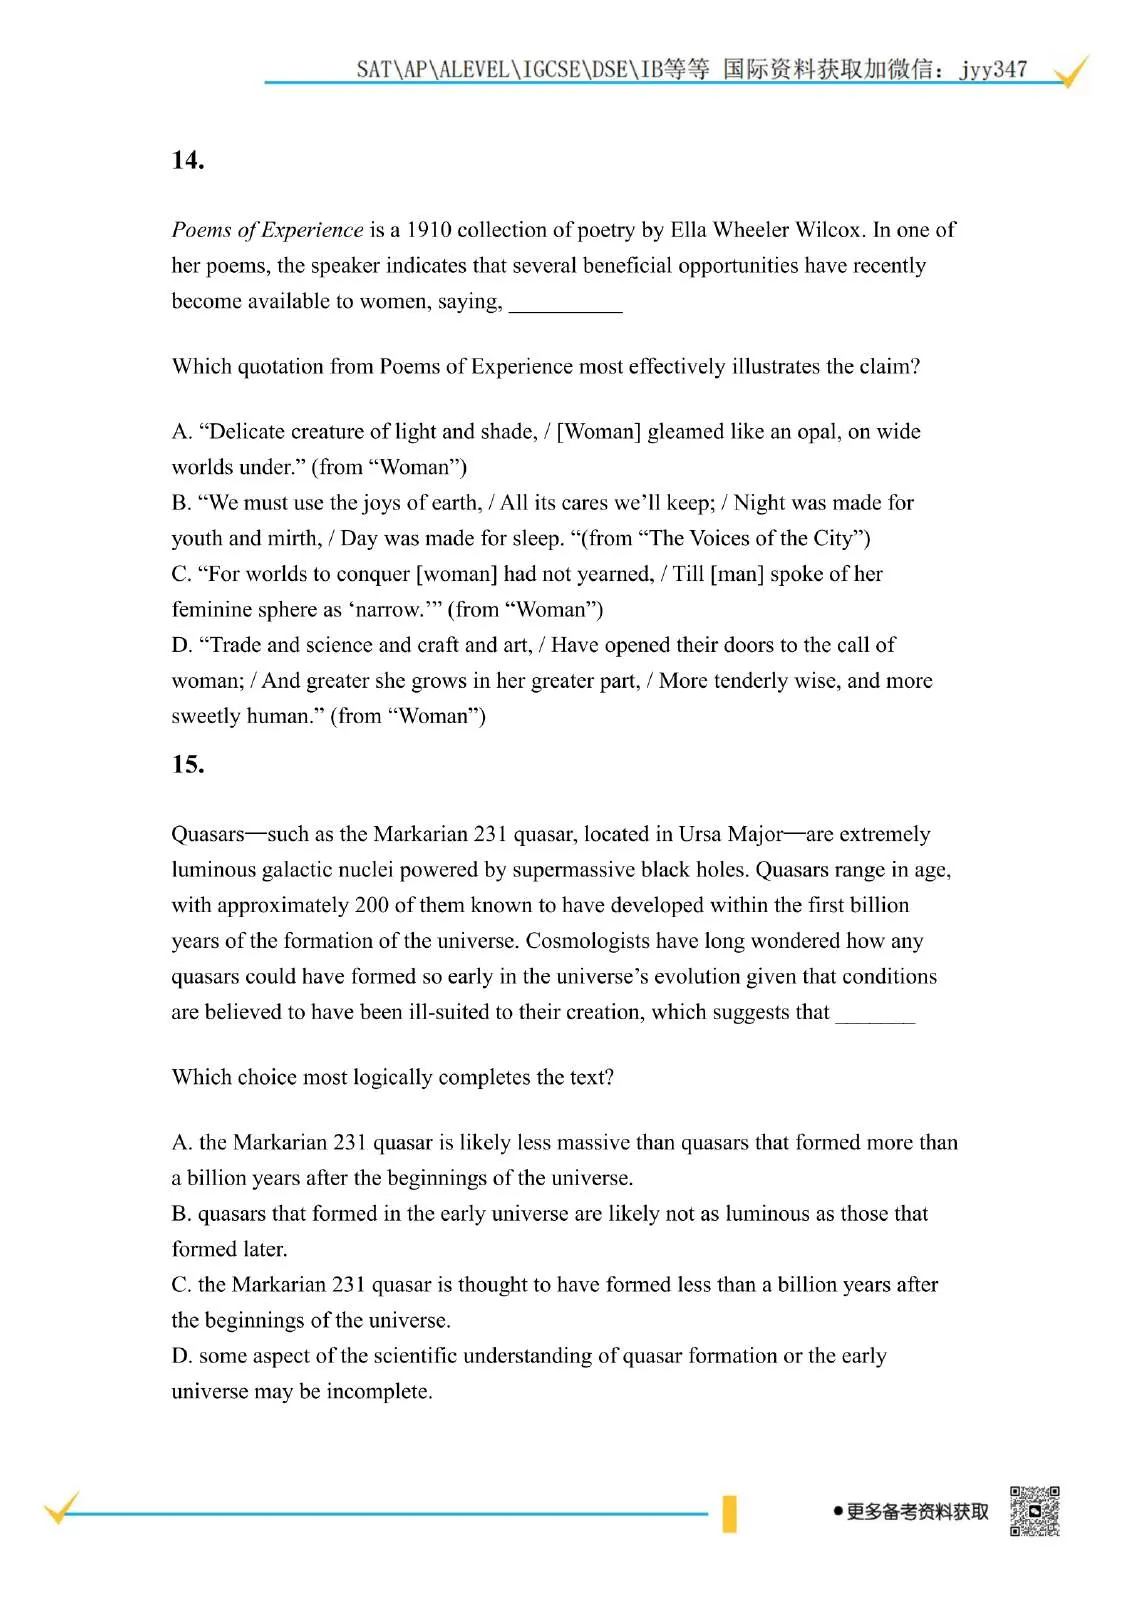 SAT\AP\ALEVEL\IGCSE\DSE\IB等等 国际资料获取加微信：jyy347
14.
Poems of Experience is a 1910 collection of poetry by Ella Wheeler Wilcox. In one of
her poems, the speaker indicates that several beneficial opportunities have recently
become available to women, saying, __________
Which quotation from Poems of Experience most effectively illustrates the claim?
A. “Delicate creature of light and shade, / [Woman] gleamed like an opal, on wide
worlds under.” (from “Woman”)
B. “We must use the joys of earth, / All its cares we’ll keep; / Night was made for
youth and mirth, / Day was made for sleep. “(from “The Voices of the City”)
C. “For worlds to conquer [woman] had not yearned, / Till [man] spoke of her
feminine sphere as ‘narrow.’” (from “Woman”)
D. “Trade and science and craft and art, / Have opened their doors to the call of
woman; / And greater she grows in her greater part, / More tenderly wise, and more
sweetly human.” (from “Woman”)
15.
Quasars—such as the Markarian 231 quasar, located in Ursa Major—are extremely
luminous galactic nuclei powered by supermassive black holes. Quasars range in age,
with approximately 200 of them known to have developed within the first billion
years of the formation of the universe. Cosmologists have long wondered how any
quasars could have formed so early in the universe’s evolution given that conditions
are believed to have been ill-suited to their creation, which suggests that _______
Which choice most logically completes the text?
A. the Markarian 231 quasar is likely less massive than quasars that formed more than
a billion years after the beginnings of the universe.
B. quasars that formed in the early universe are likely not as luminous as those that
formed later.
C. the Markarian 231 quasar is thought to have formed less than a billion years after
the beginnings of the universe.
D. some aspect of the scientific understanding of quasar formation or the early
universe may be incomplete.
●更多备考资料获取